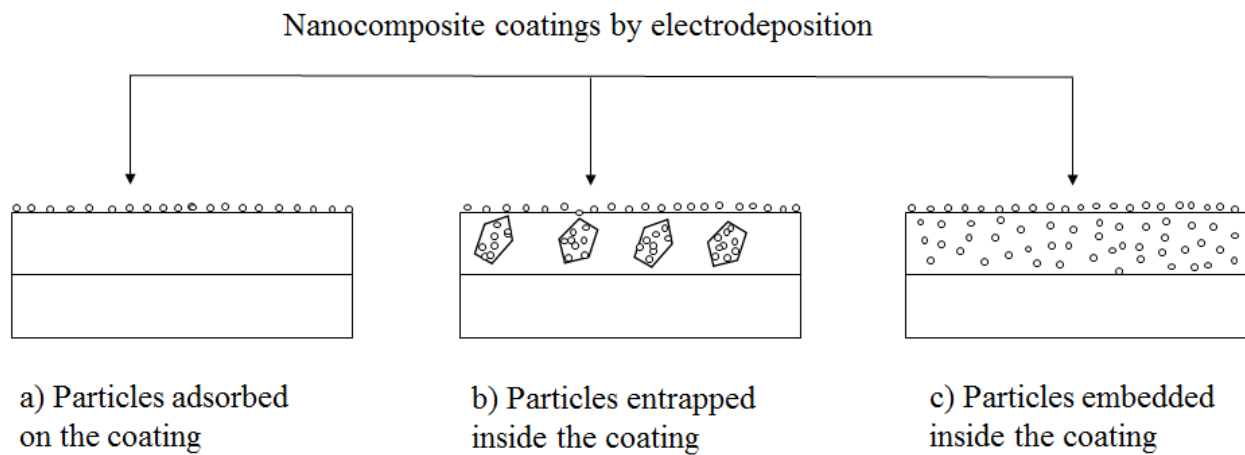 Nanocomposite coatings by electrodeposition
a) Particles adsorbed
on the coating
b) Particles entrapped
inside the coating
c) Particles embedded
inside the coating